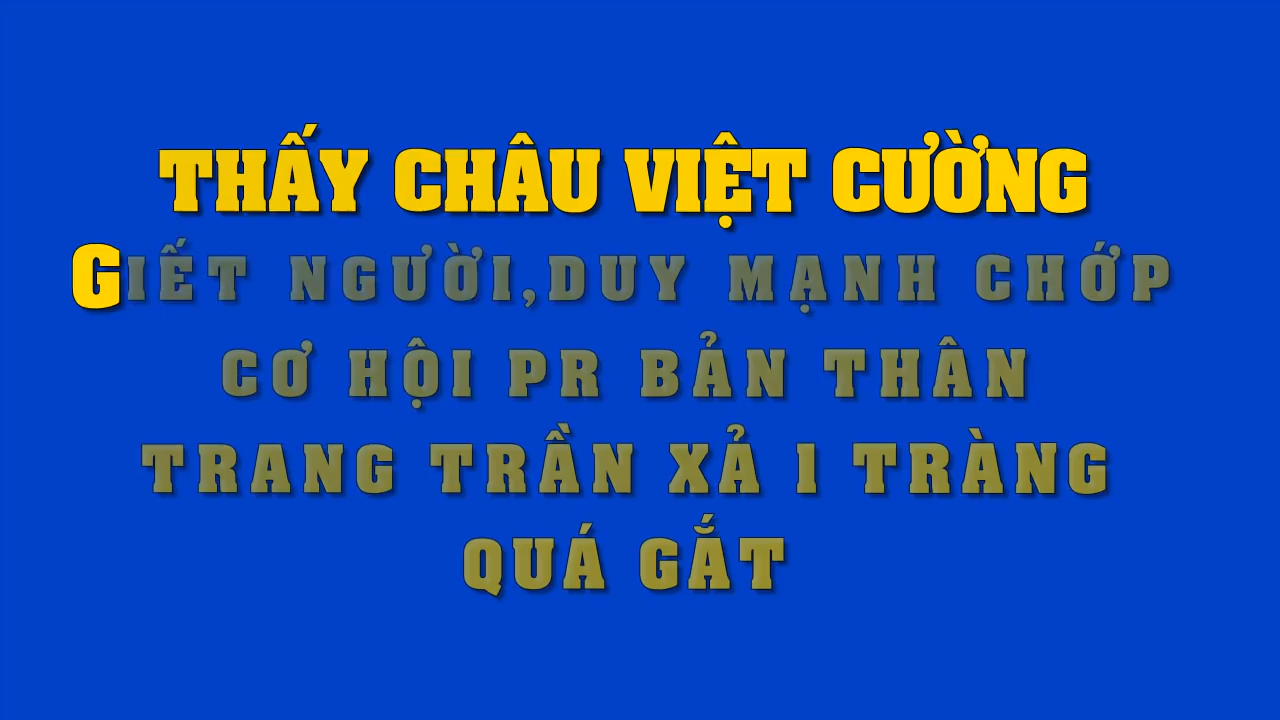 THẤY CHÂU VIỆT CƯỜNG
GIẾT NGƯỜI,DUY MẠNH CHỚP
CƠ HỘI PR BẢN THÂN
TRANG TRẦN XẢ 1 TRÀNG
QUÁ GẮT